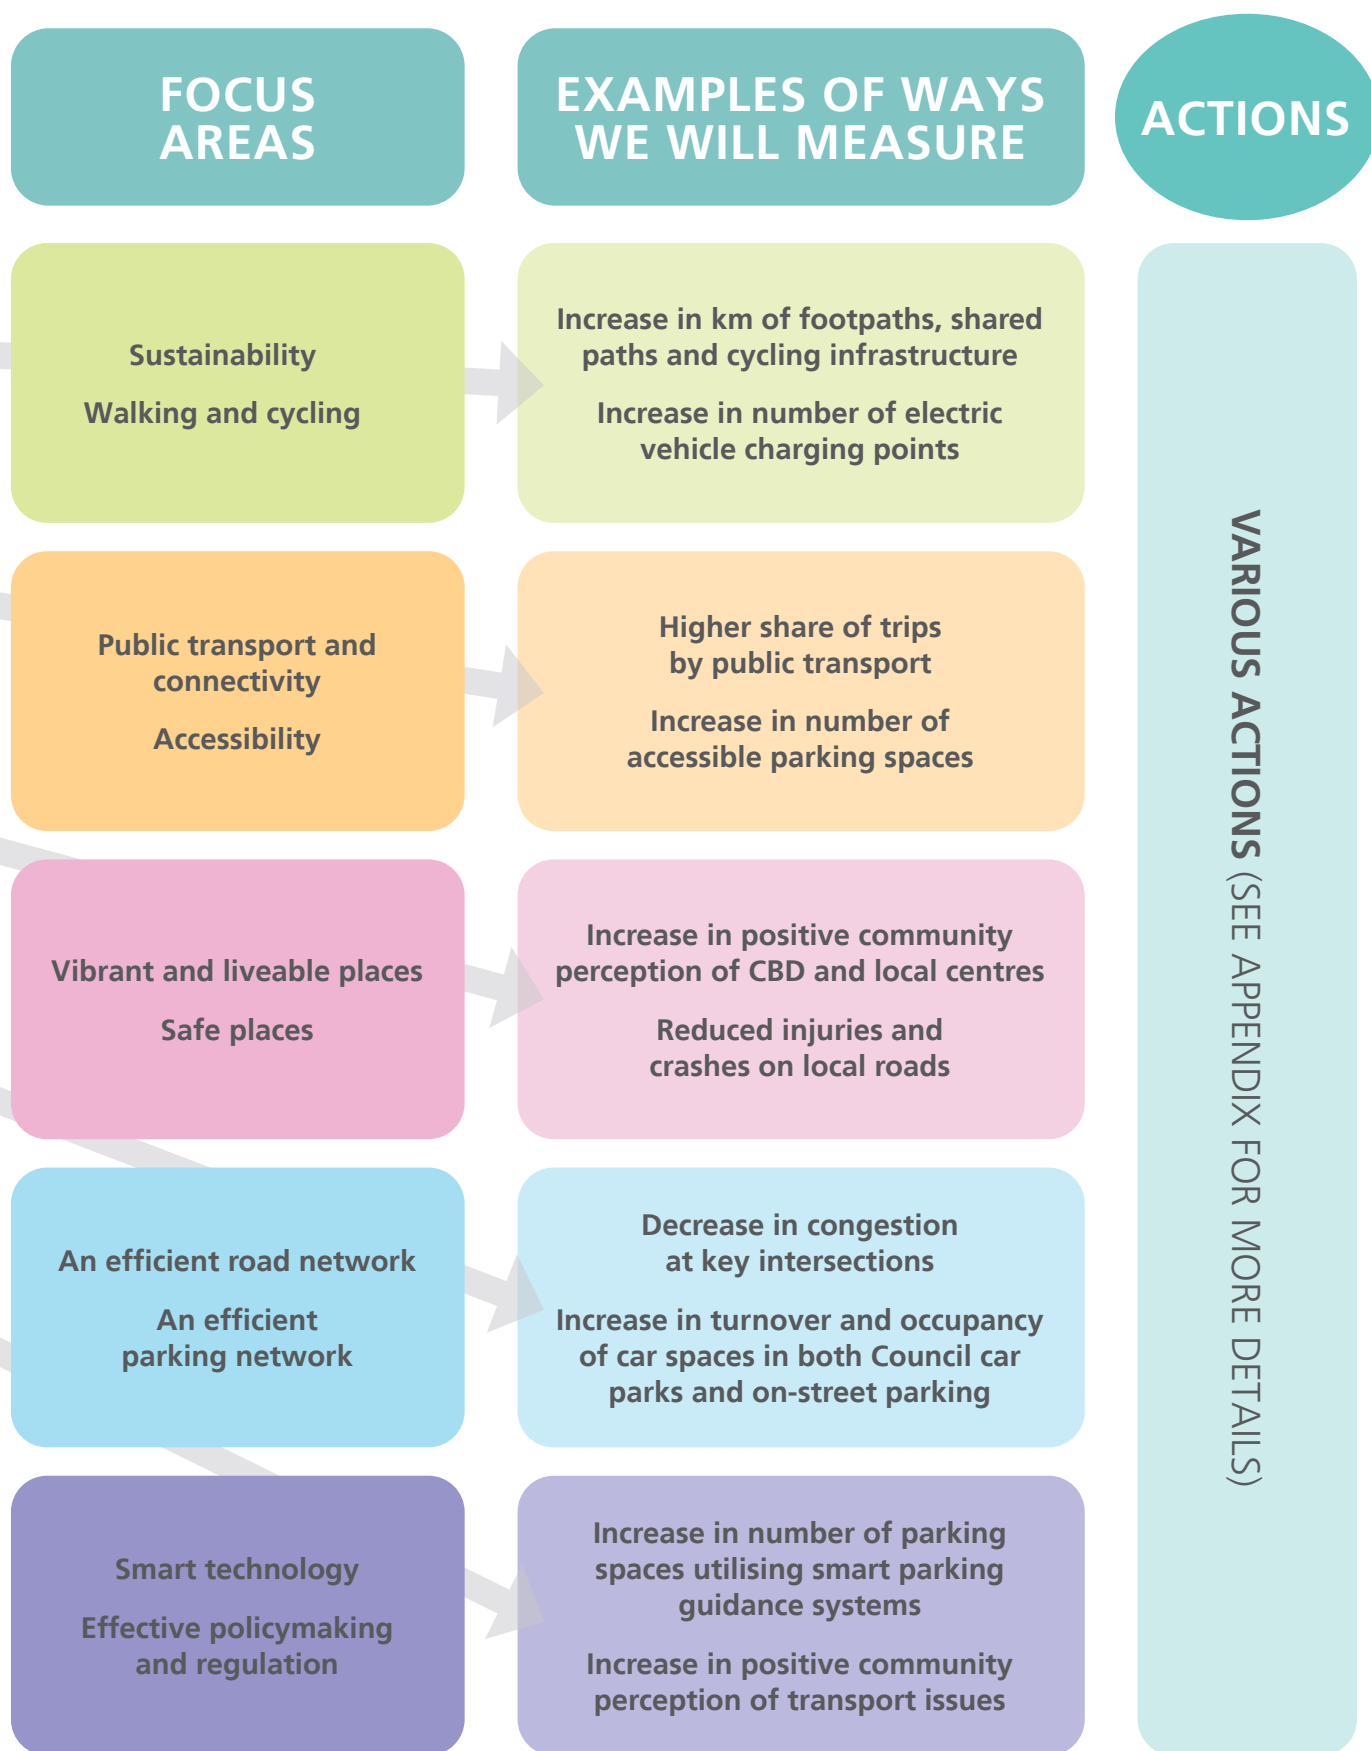 FOCUS
AREAS
EXAMPLES OF WAYS
WE WILL MEASURE
ACTIONS
Sustainability
Walking and cycling
Increase in km of footpaths, shared
paths and cycling infrastructure
Increase in number of electric
vehicle charging points
Public transport and
connectivity
Accessibility
Higher share of trips
by public transport
Increase in number of
accessible parking spaces
Vibrant and liveable places
Safe places
Increase in positive community
perception of CBD and local centres
Reduced injuries and
crashes on local roads
An efficient road network
An efficient
parking network
Decrease in congestion
at key intersections
Increase in turnover and occupancy
of car spaces in both Council car
parks and on-street parking
Smart technology
Effective policymaking
and regulation
Increase in number of parking
spaces utilising smart parking
guidance systems
Increase in positive community
perception of transport issues
VARIOUS ACTIONS (SEE APPENDIX FOR MORE DETAILS)